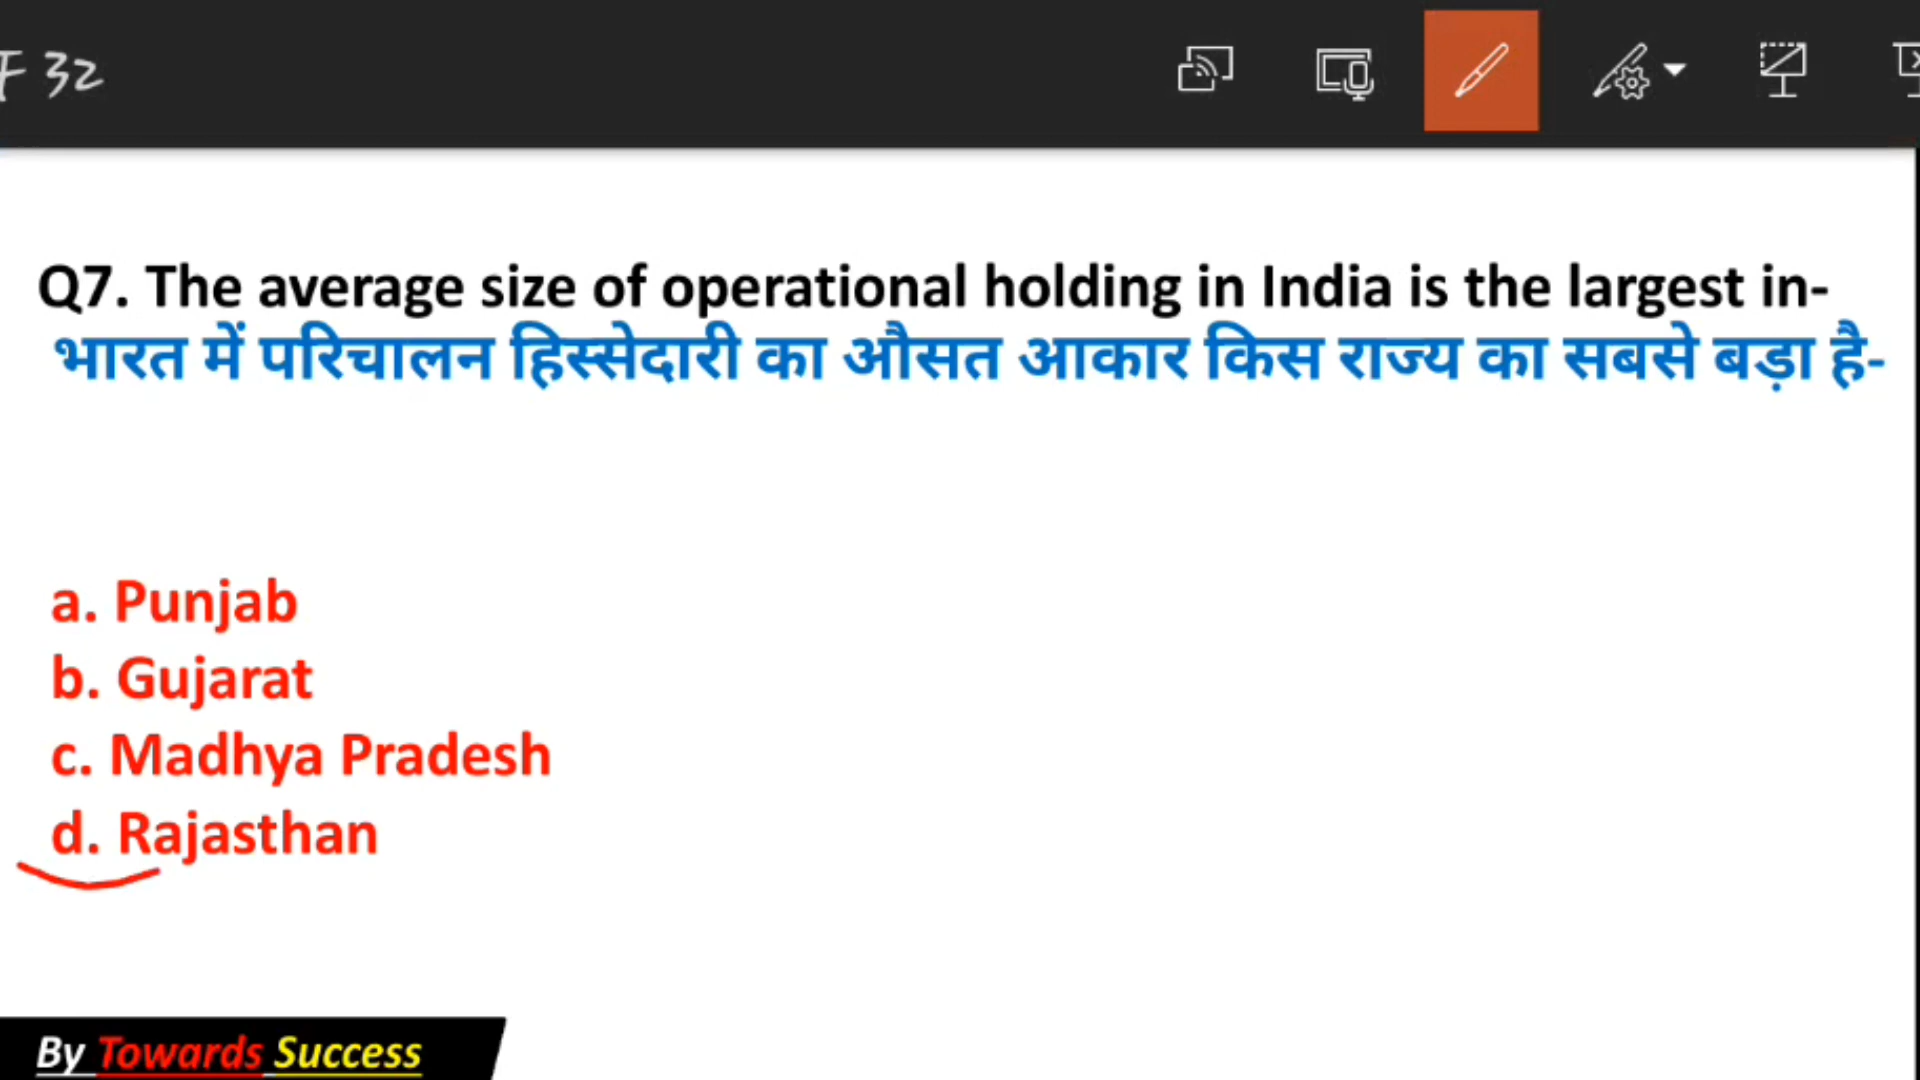 32
Q7. The average size of operational holding in India is the largest in-
भारत में परिचालन हिस्सेदारी का औसत आकार किस राज्य का सबसे बड़ा है-
a. Punjab
b. Gujarat
c. Madhya Pradesh
d. Rajasthan
By Towards Success